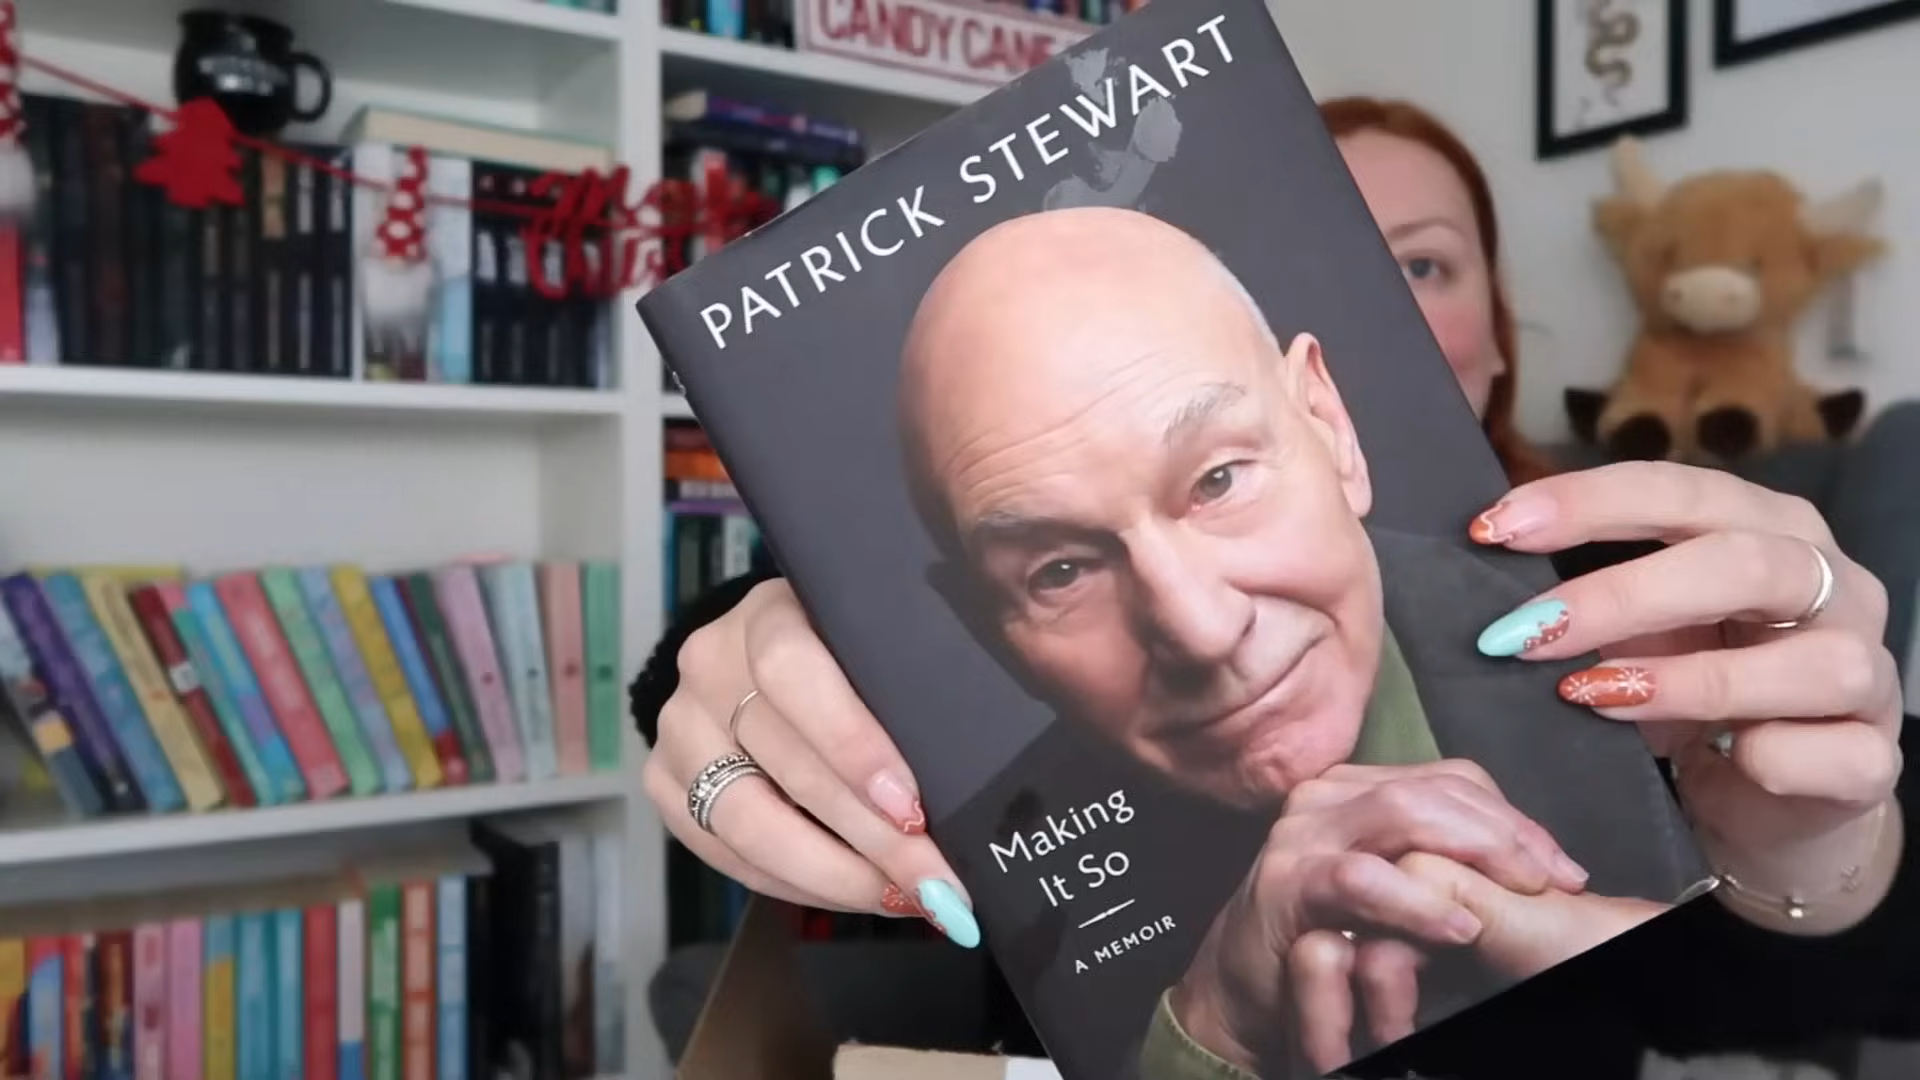 CANDY CANE
PATRICK STEWART
Making
It So
A MEMOIR